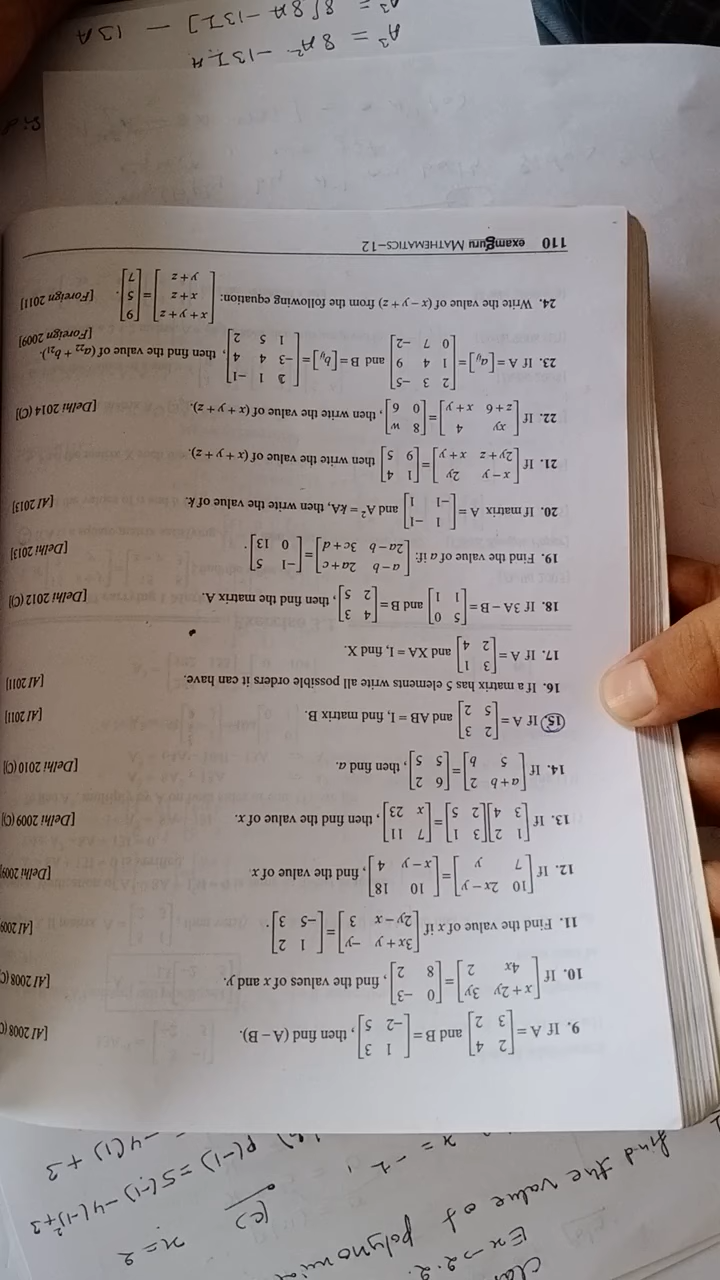 9. If A = [2 4; 3 2] and B = [1 3; -2 5], then find (A – B). [AI 2008 (
10. If [x+2y 3y; 4x 2] = [0 -3; 8 2], find the values of x and y. [AI 2008 (C
11. Find the value of x if [3x+y -y; 2y-x 3] = [1 2; -5 3]. [AI 2009
12. If [10 2x-y; 7 y] = [10 18; x-y 4], find the value of x. [Delhi 2009
13. If [1 2; 3 4][3 1; 2 5] = [7 11; x 23], then find the value of x. [Delhi 2009 (C)
14. If [a+b 2; 5 b] = [6 2; 5 5], then find a. [Delhi 2010 (C)]
15. If A = [2 3; 5 2] and AB = I, find matrix B. [AI 2011]
16. If a matrix has 5 elements write all possible orders it can have. [AI 2011]
17. If A = [3 1; 2 4] and XA = I, find X.
18. If 3A – B = [5 0; 1 1] and B = [4 3; 2 5], then find the matrix A. [Delhi 2012 (C)]
19. Find the value of a if: [a-b 2a+c; 2a-b 3c+d] = [-1 5; 0 13]. [Delhi 2013]
20. If matrix A = [1 -1; -1 1] and A² = kA, then write the value of k. [AI 2013]
21. If [x-y 2y; 2y+z x+y] = [1 4; 9 5] then write the value of (x + y + z).
22. If [xy 4; z+6 x+y] = [8 w; 0 6], then write the value of (x + y + z). [Delhi 2014 (C)]
23. If A = [aij] = [2 3 -5; 1 4 9; 0 7 -2] and B = [bij] = [2 1 -1; -3 4 4; 1 5 2], then find the value of (a22 + b21). [Foreign 2009]
24. Write the value of (x – y + z) from the following equation: [x+y+z; x+z; y+z] = [9; 5; 7]. [Foreign 2011]
110 examguru MATHEMATICS–12
A³ = 8A² - 13IA
A³ = 8[8A - 13I] - 13A
Ex → 2.2
find the value of polynomia
x = 2
(C)
p(-1) = 5(-1) - 4(-1)² + 3
- 4(1) + 3
x = -1